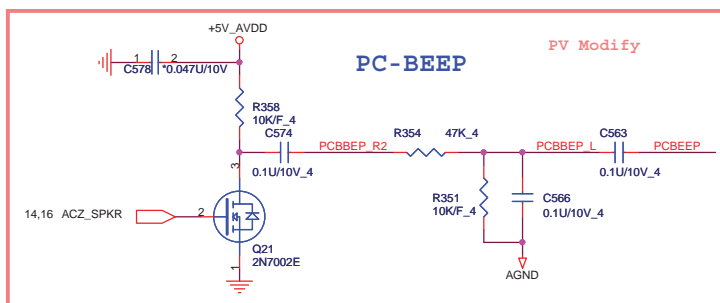 +5V_AVDD
PV Modify
PC-BEEP
1 2
C578 *0.047U/10V
R358
10K/F_4
C574
0.1U/10V_4
PCBBEP_R2
R354 47K_4
PCBBEP_L
C563
0.1U/10V_4
PCBEEP
3
14,16 ACZ_SPKR
2
Q21
2N7002E
1
R351
10K/F_4
C566
0.1U/10V_4
AGND